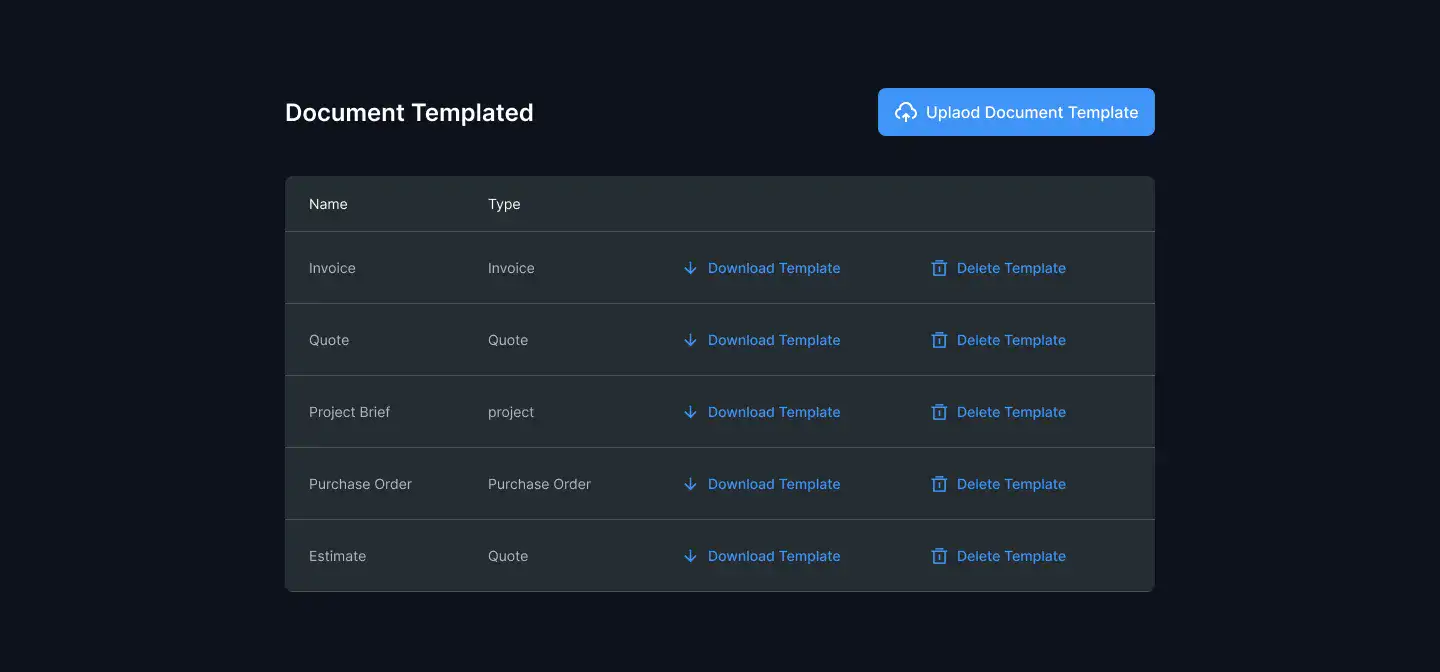 Document Templated
Uplaod Document Template
Name Type
Invoice Invoice Download Template Delete Template
Quote Quote Download Template Delete Template
Project Brief project Download Template Delete Template
Purchase Order Purchase Order Download Template Delete Template
Estimate Quote Download Template Delete Template